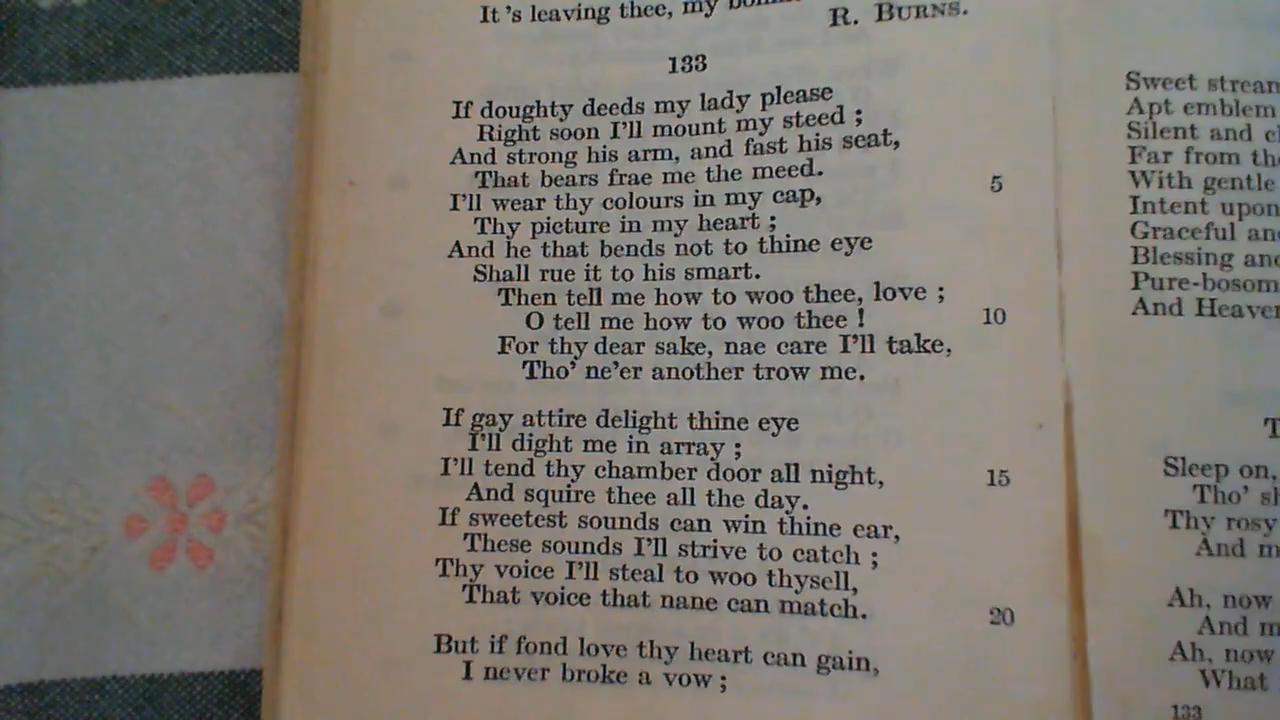 It 's leaving thee, my
R. BURNS.
133
If doughty deeds my lady please
Right soon I'll mount my steed ;
And strong his arm, and fast his seat,
That bears frae me the meed.
5
I'll wear thy colours in my cap,
Thy picture in my heart ;
And he that bends not to thine eye
Shall rue it to his smart.
Then tell me how to woo thee, love ;
O tell me how to woo thee !
10
For thy dear sake, nae care I'll take,
Tho' ne'er another trow me.
If gay attire delight thine eye
I'll dight me in array ;
I'll tend thy chamber door all night,
15
And squire thee all the day.
If sweetest sounds can win thine ear,
These sounds I'll strive to catch ;
Thy voice I'll steal to woo thysell,
That voice that nane can match.
20
But if fond love thy heart can gain,
I never broke a vow ;
Sweet
Apt emblem
Silent and
Far from
With gentle
Intent upon
Graceful
Blessing
Pure-bosom
And
Sleep on,
Tho'
Thy rosy
And
Ah, now
And
Ah, now
What
133